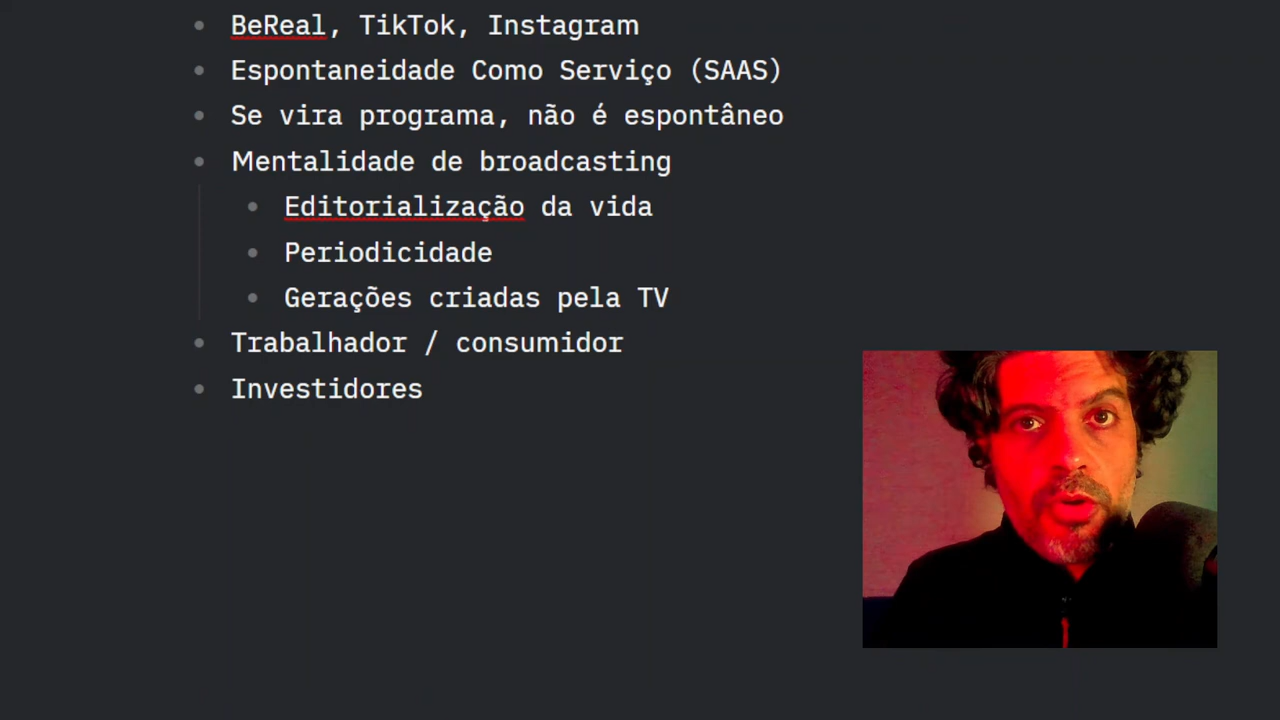 BeReal, TikTok, Instagram
Espontaneidade Como Serviço (SAAS)
Se vira programa, não é espontâneo
Mentalidade de broadcasting
Editorialização da vida
Periodicidade
Gerações criadas pela TV
Trabalhador / consumidor
Investidores